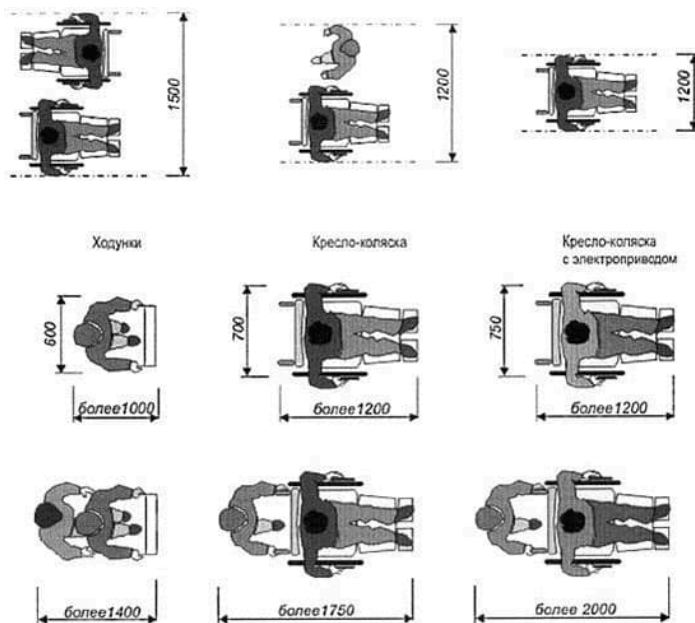 1500
1200
1200
Ходунки
Кресло-коляска
Кресло-коляска
с электроприводом
600
700
750
более1000
более1200
более1200
более1400
более1750
более 2000